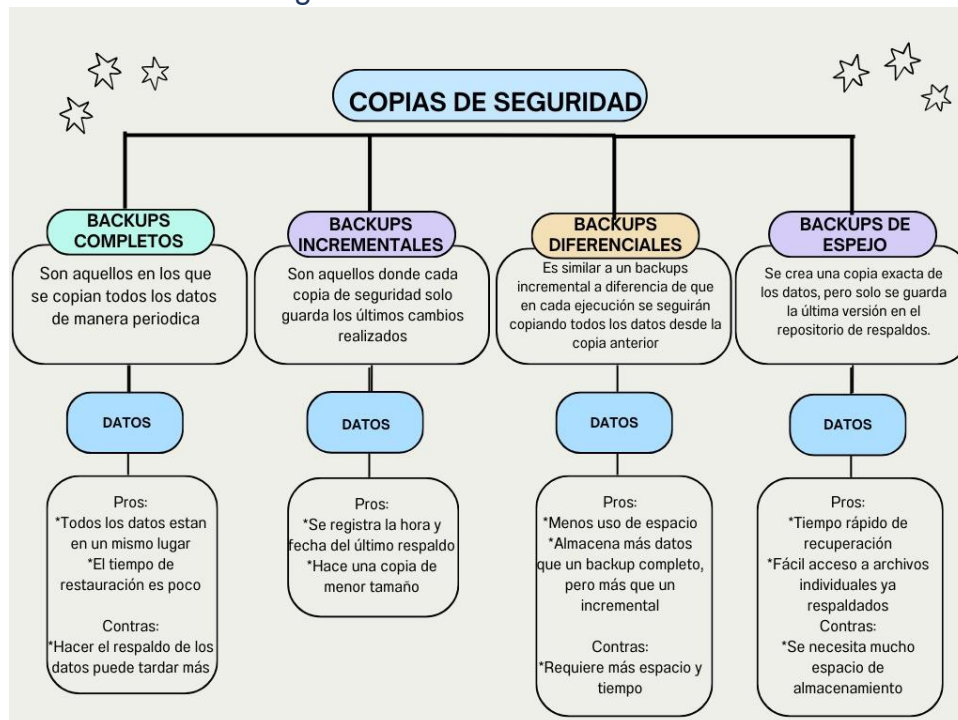 COPIAS DE SEGURIDAD
BACKUPS
COMPLETOS
Son aquellos en los que
se copian todos los datos
de manera periodica
DATOS
Pros:
*Todos los datos estan
en un mismo lugar
*El tiempo de
restauración es poco
Contras:
*Hacer el respaldo de los
datos puede tardar más
BACKUPS
INCREMENTALES
Son aquellos donde cada
copia de seguridad solo
guarda los últimos cambios
realizados
DATOS
Pros:
*Se registra la hora y
fecha del último respaldo
*Hace una copia de
menor tamaño
BACKUPS
DIFERENCIALES
Es similar a un backups
incremental a diferencia de que
en cada ejecución se seguirán
copiando todos los datos desde la
copia anterior
DATOS
Pros:
*Menos uso de espacio
*Almacena más datos
que un backup completo,
pero más que un
incremental
Contras:
*Requiere más espacio y
tiempo
BACKUPS DE
ESPEJO
Se crea una copia exacta de
los datos, pero solo se guarda
la última versión en el
repositorio de respaldos.
DATOS
Pros:
*Tiempo rápido de
recuperación
*Fácil acceso a archivos
individuales ya
respaldados
Contras:
*Se necesita mucho
espacio de
almacenamiento